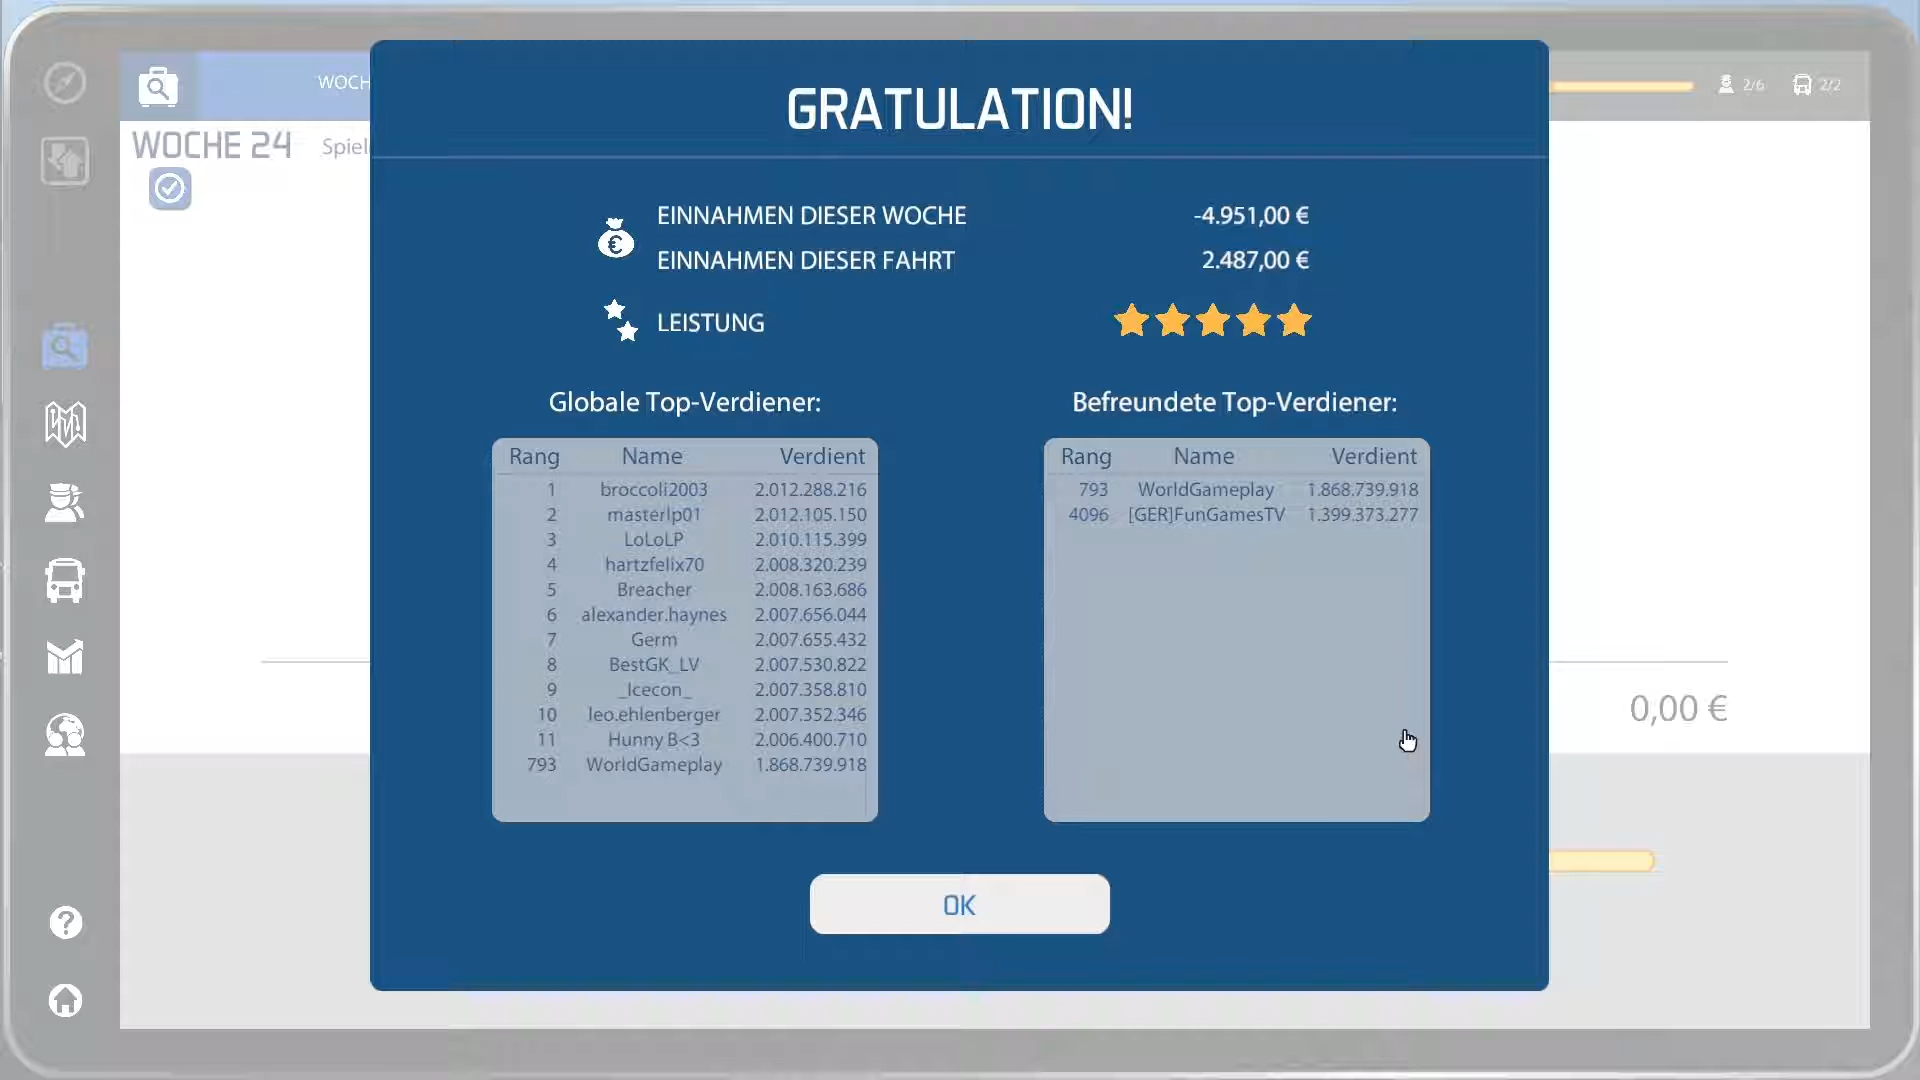 WOCH
2/6 2/2
WOCHE 24 Spiel
GRATULATION!
EINNAHMEN DIESER WOCHE -4.951,00 €
EINNAHMEN DIESER FAHRT 2.487,00 €
LEISTUNG
Globale Top-Verdiener:
Rang Name Verdient
1 broccoli2003 2.012.288.216
2 masterlp01 2.012.105.150
3 LoLoLP 2.010.115.399
4 hartzfelix70 2.008.320.239
5 Breacher 2.008.163.686
6 alexander.haynes 2.007.656.044
7 Germ 2.007.655.432
8 BestGK_LV 2.007.530.822
9 _Icecon_ 2.007.358.810
10 leo.ehlenberger 2.007.352.346
11 Hunny B<3 2.006.400.710
793 WorldGameplay 1.868.739.918
Befreundete Top-Verdiener:
Rang Name Verdient
793 WorldGameplay 1.868.739.918
4096 [GER]FunGamesTV 1.399.373.277
0,00 €
OK